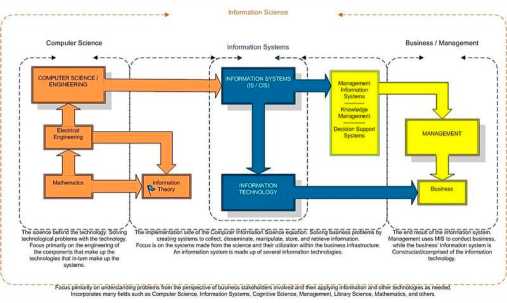 Information Science
Computer Science
Information Systems
Business / Management
COMPUTER SCIENCE /
ENGINEERING
INFORMATION SYSTEMS
(IS / CIS)
Management
Information
Systems
Knowledge
Management
Decision Support
Systems
Electrical
Engineering
MANAGEMENT
Mathematics
Information
Theory
INFORMATION
TECHNOLOGY
Business
The science behind the technology. Solving
technological problems with the technology.
Focus primarily on the engineering of
the components that make up the
technologies that in-turn make up the
systems.
The implementation side of the Computer Information Science equation. Solving business problems by
creating systems to collect, disseminate, manipulate, store, and retrieve information.
Focus is on the systems made from the science and their utilization within the business infrastructure.
An information system is made up of several information technologies.
The end result of the information system.
Management uses MIS to conduct business,
while the business' information system is
Constructed/comprised of the information
technology.
Focus primarily on understanding problems from the perspective of business stakeholders involved and then applying information and other technologies as needed.
Incorporates many fields such as Computer Science, Information Systems, Cognitive Science, Management, Library Science, Mathematics, and others.